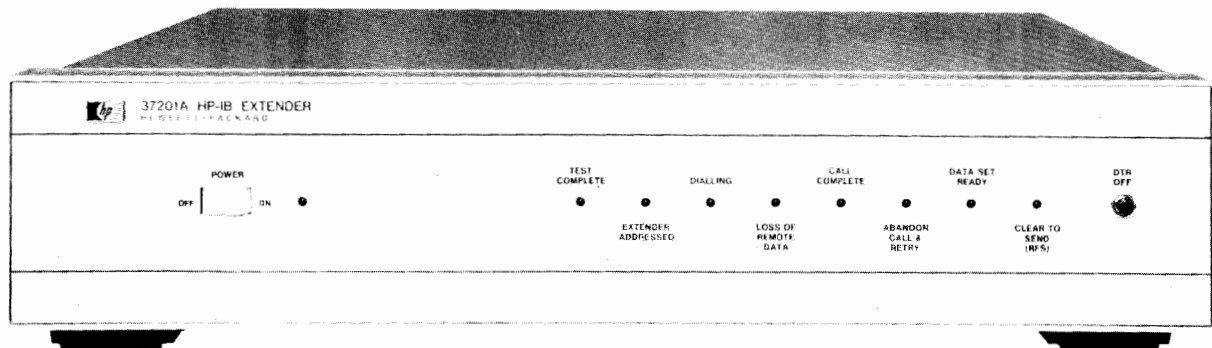 hp
37201A HP-IB EXTENDER
HEWLETT-PACKARD
POWER
OFF
ON
TEST
COMPLETE
EXTENDER
ADDRESSED
DIALLING
LOSS OF
REMOTE
DATA
CALL
COMPLETE
ABANDON
CALL &
RETRY
DATA SET
READY
CLEAR TO
SEND
(RFS)
DTR
OFF